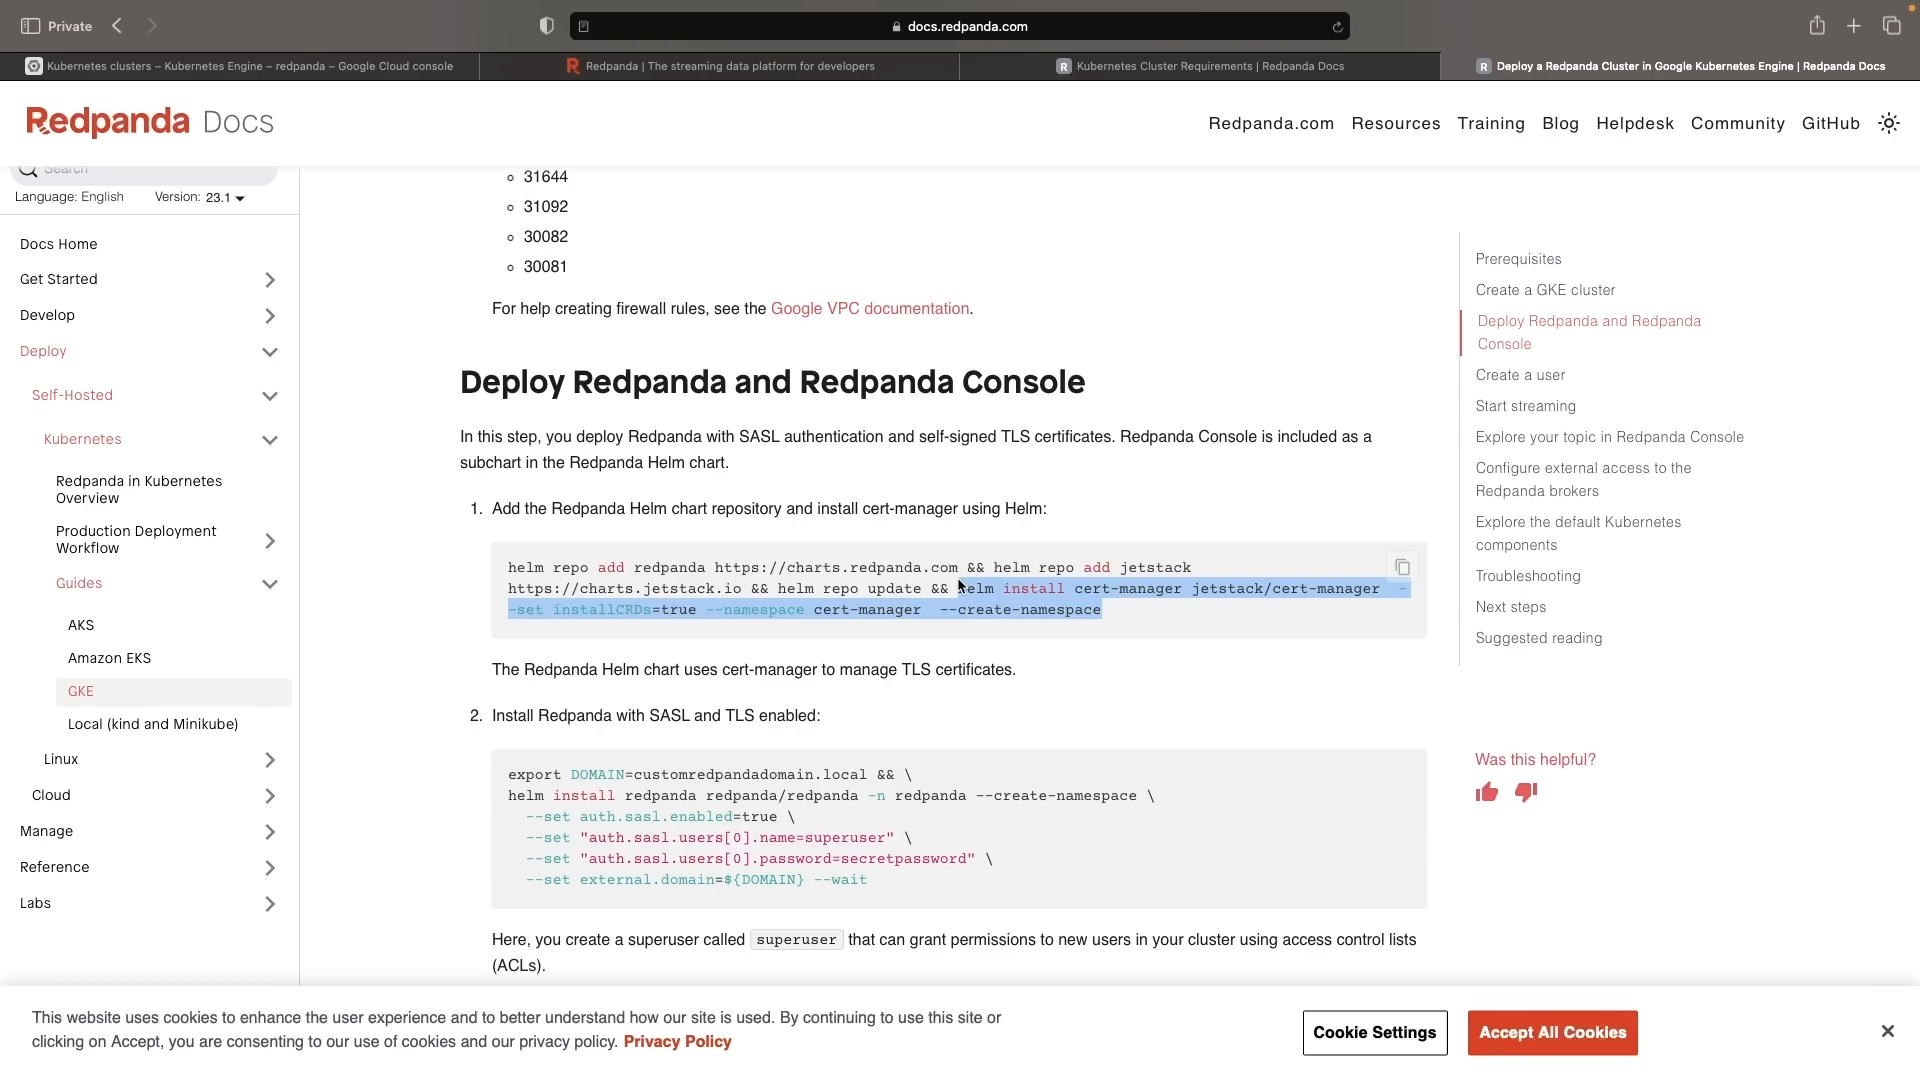 Private
docs.redpanda.com
Kubernetes clusters – Kubernetes Engine – redpanda – Google Cloud console
Redpanda | The streaming data platform for developers
Kubernetes Cluster Requirements | Redpanda Docs
Deploy a Redpanda Cluster in Google Kubernetes Engine | Redpanda Docs
Redpanda Docs
Redpanda.com Resources Training Blog Helpdesk Community GitHub
Search
Language: English Version: 23.1
Docs Home
Get Started
Develop
Deploy
Self-Hosted
Kubernetes
Redpanda in Kubernetes
Overview
Production Deployment
Workflow
Guides
AKS
Amazon EKS
GKE
Local (kind and Minikube)
Linux
Cloud
Manage
Reference
Labs
31644
31092
30082
30081
For help creating firewall rules, see the Google VPC documentation.
Deploy Redpanda and Redpanda Console
In this step, you deploy Redpanda with SASL authentication and self-signed TLS certificates. Redpanda Console is included as a
subchart in the Redpanda Helm chart.
1. Add the Redpanda Helm chart repository and install cert-manager using Helm:
helm repo add redpanda https://charts.redpanda.com && helm repo add jetstack
https://charts.jetstack.io && helm repo update && helm install cert-manager jetstack/cert-manager -
-set installCRDs=true --namespace cert-manager  --create-namespace
The Redpanda Helm chart uses cert-manager to manage TLS certificates.
2. Install Redpanda with SASL and TLS enabled:
export DOMAIN=customredpandadomain.local && \
helm install redpanda redpanda/redpanda -n redpanda --create-namespace \
--set auth.sasl.enabled=true \
--set "auth.sasl.users[0].name=superuser" \
--set "auth.sasl.users[0].password=secretpassword" \
--set external.domain=${DOMAIN} --wait
Here, you create a superuser called superuser that can grant permissions to new users in your cluster using access control lists
(ACLs).
Prerequisites
Create a GKE cluster
Deploy Redpanda and Redpanda
Console
Create a user
Start streaming
Explore your topic in Redpanda Console
Configure external access to the
Redpanda brokers
Explore the default Kubernetes
components
Troubleshooting
Next steps
Suggested reading
Was this helpful?
This website uses cookies to enhance the user experience and to better understand how our site is used. By continuing to use this site or
clicking on Accept, you are consenting to our use of cookies and our privacy policy. Privacy Policy
Cookie Settings
Accept All Cookies